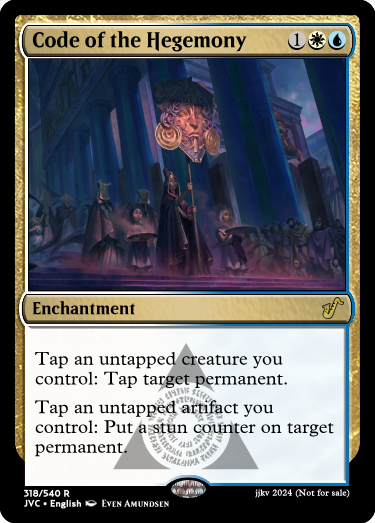 Code of the Hegemony 1
Enchantment
Tap an untapped creature you
control: Tap target permanent.
Tap an untapped artifact you
control: Put a stun counter on target
permanent.
318/540 R
JVC • English Even Amundsen
jjkv 2024 (Not for sale)